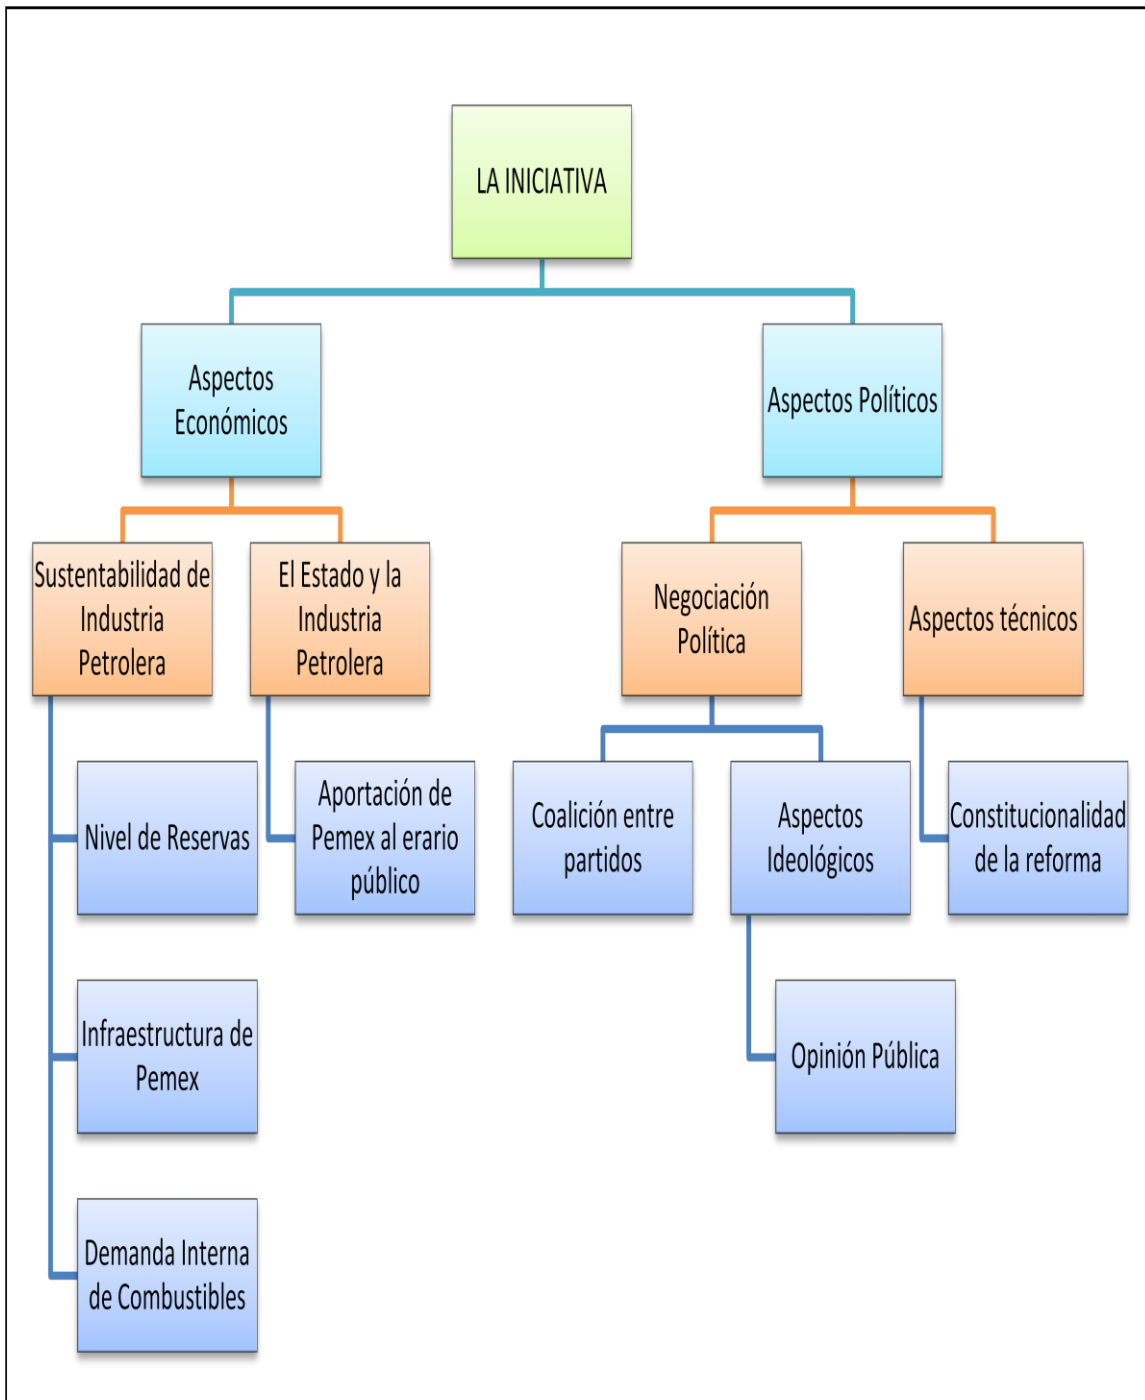 LA INICIATIVA
Aspectos
Económicos
Aspectos Políticos
Sustentabilidad de
Industria
Petrolera
El Estado y la
Industria
Petrolera
Negociación
Política
Aspectos técnicos
Nivel de Reservas
Aportación de
Pemex al erario
público
Coalición entre
partidos
Aspectos
Ideológicos
Constitucionalidad
de la reforma
Infraestructura de
Pemex
Opinión Pública
Demanda Interna
de Combustibles